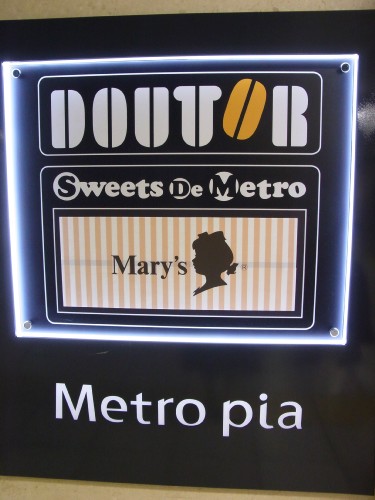 DOUTOR
Sweets De Metro
Mary's
Metro pia